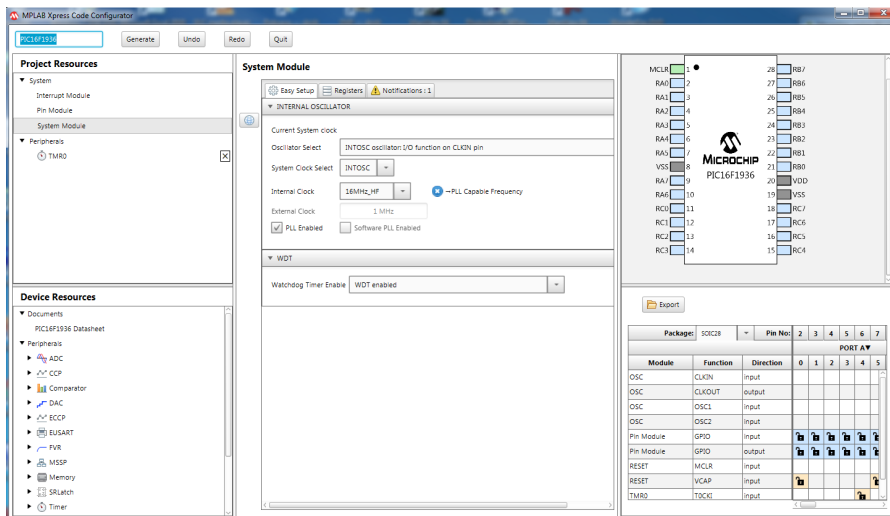 MPLAB Xpress Code Configurator
PIC16F1936
Generate
Undo
Redo
Quit
Project Resources
System
Interrupt Module
Pin Module
System Module
Peripherals
TMR0
Device Resources
Documents
PIC16F1936 Datasheet
Peripherals
ADC
CCP
Comparator
DAC
ECCP
EUSART
FVR
MSSP
Memory
SRLatch
Timer
System Module
Easy Setup
Registers
Notifications : 1
INTERNAL OSCILLATOR
Current System clock
Oscillator Select INTOSC oscillator: I/O function on CLKIN pin
System Clock Select INTOSC
Internal Clock 16MHz_HF →PLL Capable Frequency
External Clock 1 MHz
PLL Enabled Software PLL Enabled
WDT
Watchdog Timer Enable WDT enabled
MCLR 1 28 RB7
RA0 2 27 RB6
RA1 3 26 RB5
RA2 4 25 RB4
RA3 5 24 RB3
RA4 6 23 RB2
RA5 7 22 RB1
VSS 8 21 RB0
RA7 9 20 VDD
RA6 10 19 VSS
RC0 11 18 RC7
RC1 12 17 RC6
RC2 13 16 RC5
RC3 14 15 RC4
MICROCHIP
PIC16F1936
Export
Package: SOIC28 Pin No: 2 3 4 5 6 7
PORT A▼
Module Function Direction 0 1 2 3 4 5
OSC CLKIN input
OSC CLKOUT output
OSC OSC1 input
OSC OSC2 input
Pin Module GPIO input
Pin Module GPIO output
RESET MCLR input
RESET VCAP input
TMR0 T0CKI input